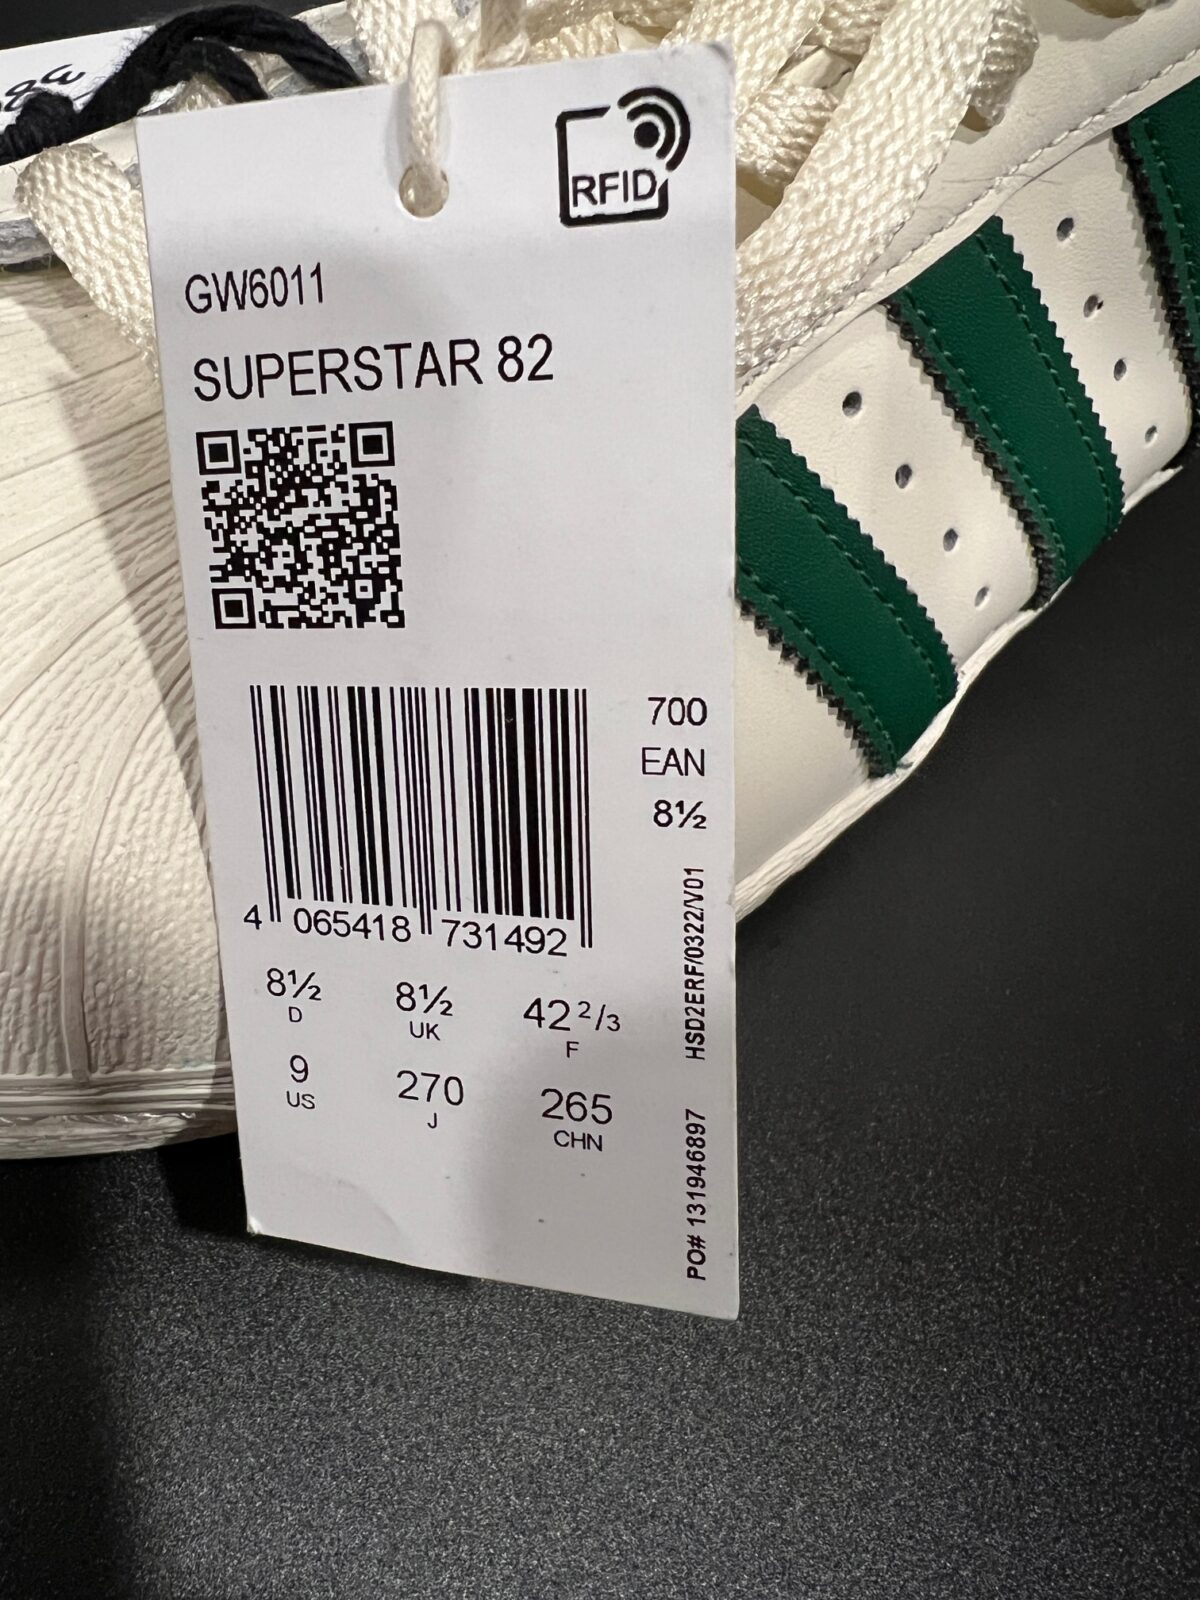 RFID
GW6011
SUPERSTAR 82
700
EAN
8½
4 065418 731492
8½ 8½ 42 2/3
D UK F
9 270 265
US J CHN
HSD2ERF/0322/V01
PO# 131946897